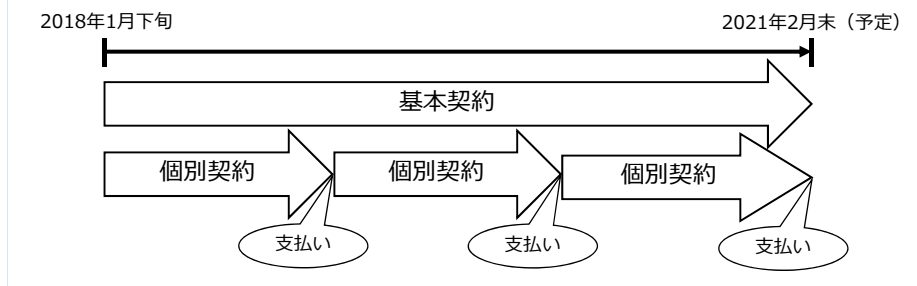 2018年1月下旬
2021年2月末（予定）
基本契約
個別契約
個別契約
個別契約
支払い
支払い
支払い